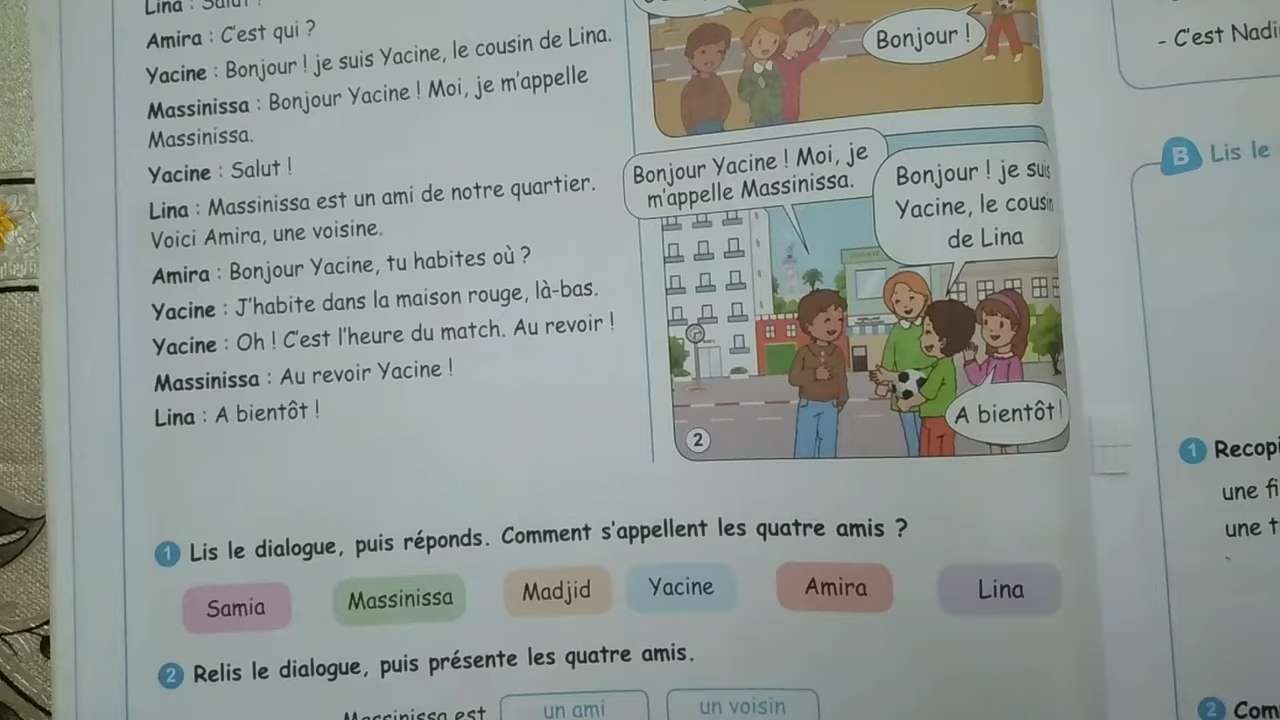 Lina : Salut !
Amira : C'est qui ?
Yacine : Bonjour ! je suis Yacine, le cousin de Lina.
Massinissa : Bonjour Yacine ! Moi, je m'appelle
Massinissa.
Yacine : Salut !
Lina : Massinissa est un ami de notre quartier.
Voici Amira, une voisine.
Amira : Bonjour Yacine, tu habites où ?
Yacine : J'habite dans la maison rouge, là-bas.
Yacine : Oh ! C'est l'heure du match. Au revoir !
Massinissa : Au revoir Yacine !
Lina : A bientôt !
Bonjour !
Bonjour Yacine ! Moi, je
m'appelle Massinissa.
Bonjour ! je suis
Yacine, le cousin
de Lina
A bientôt !
2
1 Lis le dialogue, puis réponds. Comment s'appellent les quatre amis ?
Samia Massinissa Madjid Yacine Amira Lina
2 Relis le dialogue, puis présente les quatre amis.
Massinissa est un ami un voisin
- C'est Nadi
B Lis le
1 Recopi
une fi
une t
2 Com